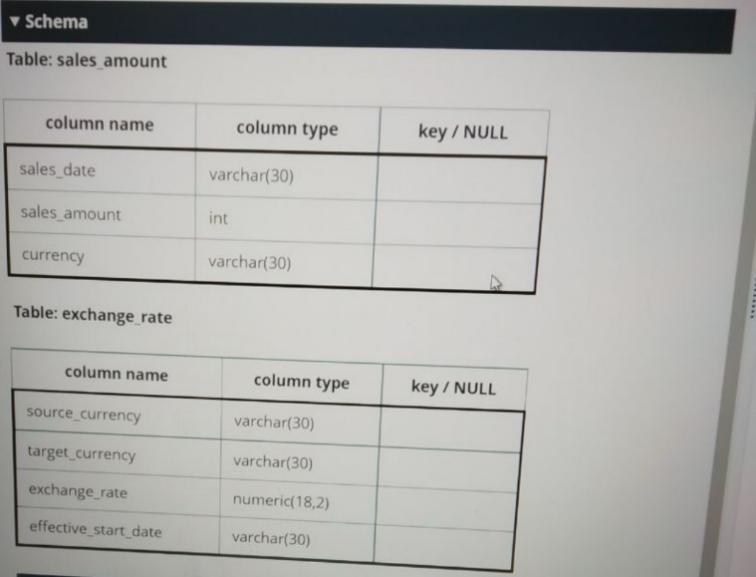 ▼ Schema
Table: sales_amount
column name column type key / NULL
sales_date varchar(30)
sales_amount int
currency varchar(30)
Table: exchange_rate
column name column type key / NULL
source_currency varchar(30)
target_currency varchar(30)
exchange_rate numeric(18,2)
effective_start_date varchar(30)